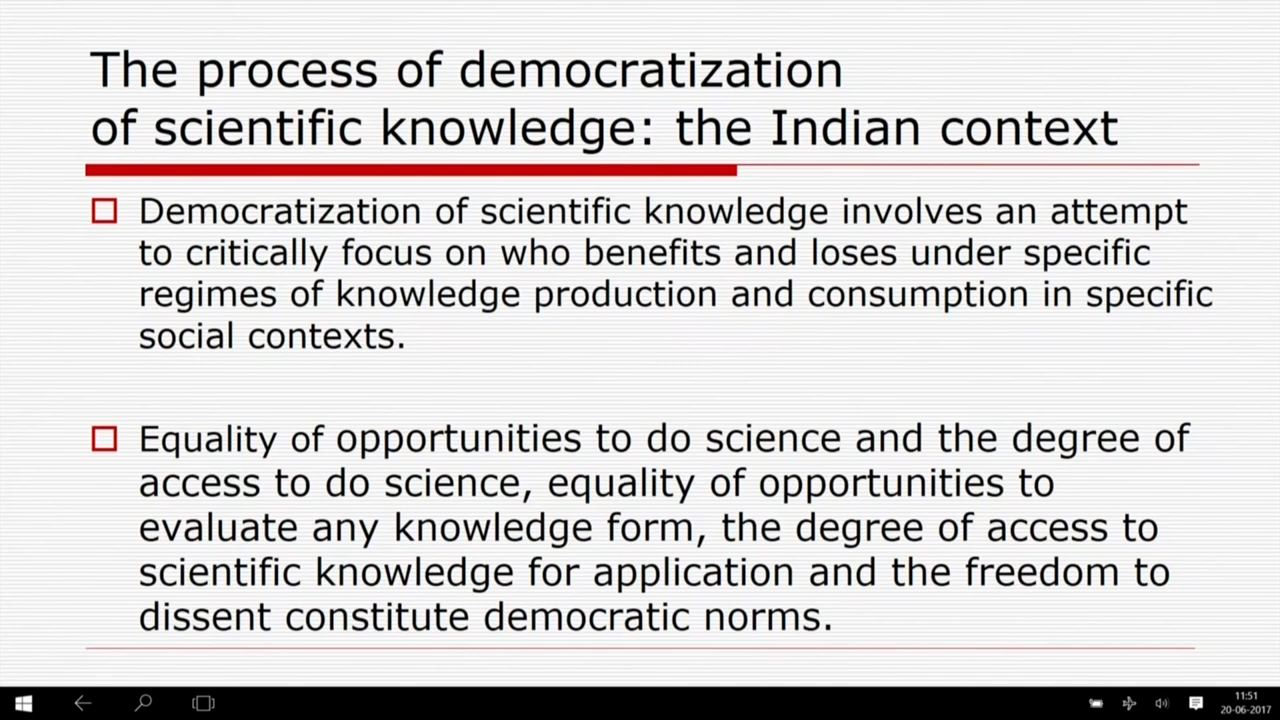 The process of democratization
of scientific knowledge: the Indian context
Democratization of scientific knowledge involves an attempt
to critically focus on who benefits and loses under specific
regimes of knowledge production and consumption in specific
social contexts.
Equality of opportunities to do science and the degree of
access to do science, equality of opportunities to
evaluate any knowledge form, the degree of access to
scientific knowledge for application and the freedom to
dissent constitute democratic norms.
11:51
20-06-2017